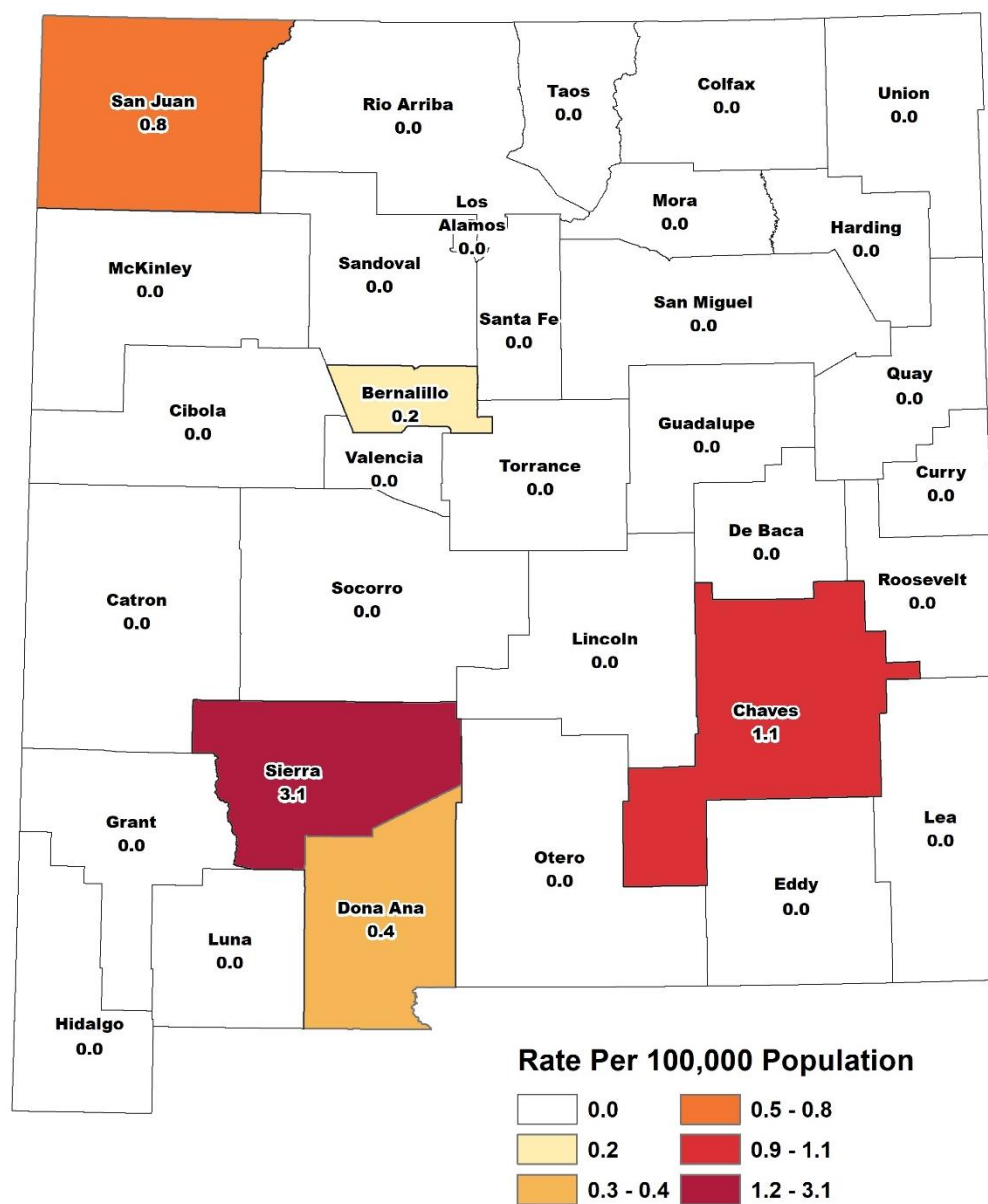 San Juan
0.8
Rio Arriba
0.0
Taos
0.0
Colfax
0.0
Union
0.0
Los
Alamos
0.0
Mora
0.0
Harding
0.0
McKinley
0.0
Sandoval
0.0
Santa Fe
0.0
San Miguel
0.0
Quay
0.0
Cibola
0.0
Bernalillo
0.2
Valencia
0.0
Torrance
0.0
Guadalupe
0.0
Curry
0.0
De Baca
0.0
Roosevelt
0.0
Catron
0.0
Socorro
0.0
Lincoln
0.0
Chaves
1.1
Sierra
3.1
Grant
0.0
Dona Ana
0.4
Otero
0.0
Eddy
0.0
Lea
0.0
Luna
0.0
Hidalgo
0.0
Rate Per 100,000 Population
0.0
0.2
0.3 - 0.4
0.5 - 0.8
0.9 - 1.1
1.2 - 3.1